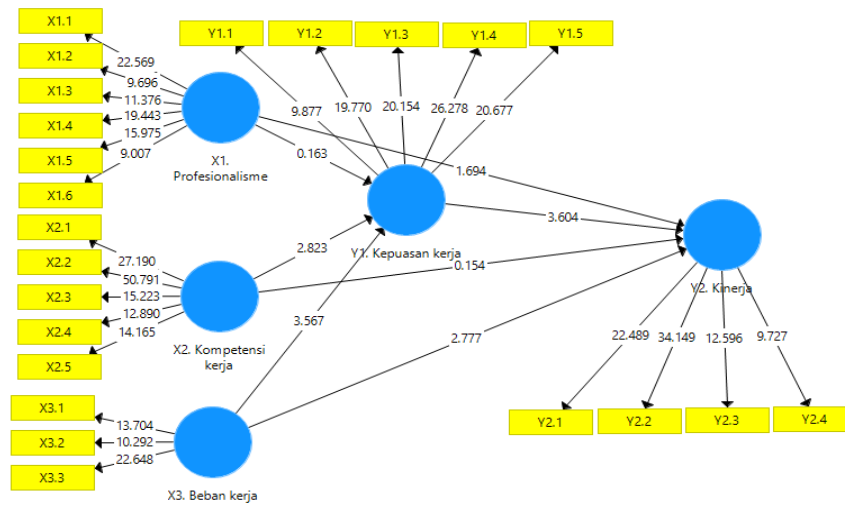 X1.1
X1.2
X1.3
X1.4
X1.5
X1.6
22.569
9.696
11.376
19.443
15.975
9.007
X1.
Profesionalisme
Y1.1
Y1.2
Y1.3
Y1.4
Y1.5
9.877
19.770
20.154
26.278
20.677
0.163
1.694
Y1. Kepuasan kerja
3.604
X2.1
X2.2
X2.3
X2.4
X2.5
27.190
50.791
15.223
12.890
14.165
X2. Kompetensi
kerja
2.823
0.154
3.567
2.777
Y2. Kinerja
22.489
34.149
12.596
9.727
Y2.1
Y2.2
Y2.3
Y2.4
X3.1
X3.2
X3.3
13.704
10.292
22.648
X3. Beban kerja